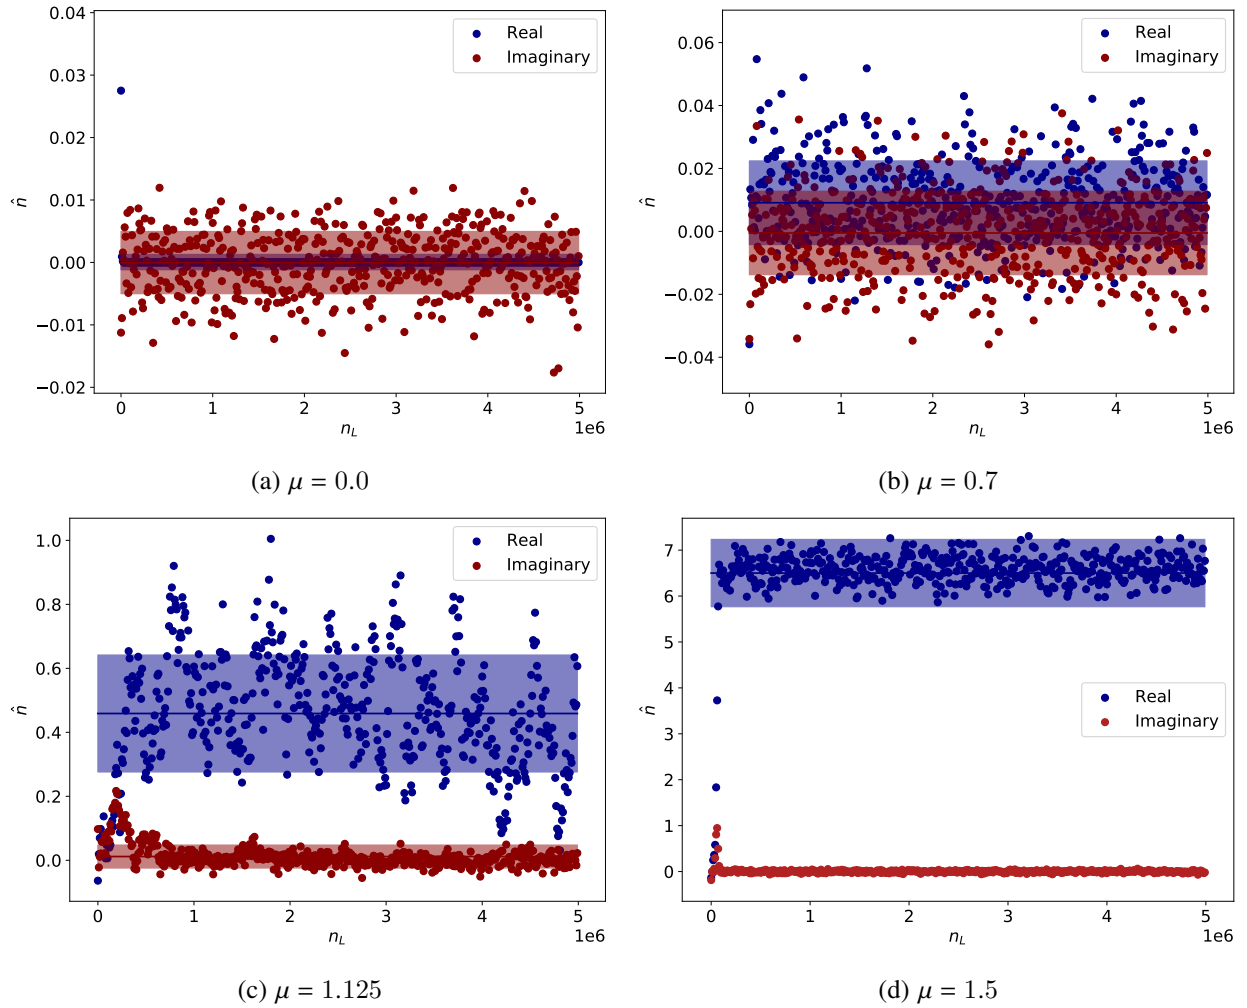 0.04
0.03
0.02
0.01
0.00
−0.01
−0.02
n̂
Real
Imaginary
0 1 2 3 4 5
1e6
n_L
(a) μ = 0.0
0.06
0.04
0.02
0.00
−0.02
−0.04
n̂
Real
Imaginary
0 1 2 3 4 5
1e6
n_L
(b) μ = 0.7
1.0
0.8
0.6
0.4
0.2
0.0
n̂
Real
Imaginary
0 1 2 3 4 5
1e6
n_L
(c) μ = 1.125
7
6
5
4
3
2
1
0
n̂
Real
Imaginary
0 1 2 3 4 5
1e6
n_L
(d) μ = 1.5